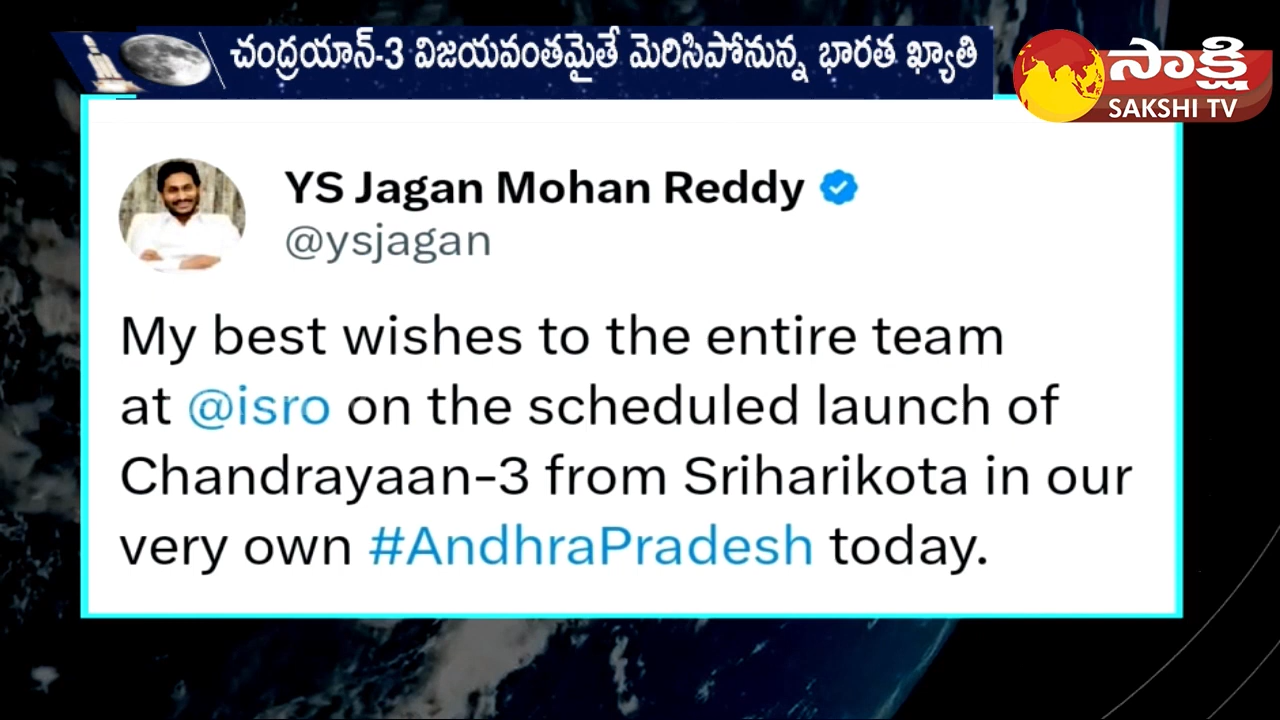 చంద్రయాన్-3 విజయవంతమైతే మెరిసిపోనున్న భారత ఖ్యాతి
సాక్షి
SAKSHI TV
YS Jagan Mohan Reddy
@ysjagan
My best wishes to the entire team
at @isro on the scheduled launch of
Chandrayaan-3 from Sriharikota in our
very own #AndhraPradesh today.